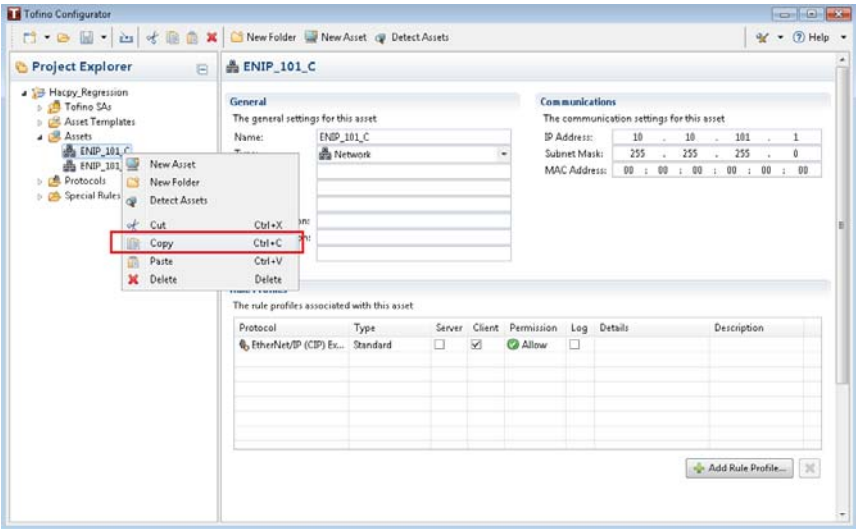 Tofino Configurator
New Folder New Asset Detect Assets Help
Project Explorer
Hacpy_Regression
Tofino SAs
Asset Templates
Assets
ENIP_101_C
ENIP_101
Protocols
Special Rules
New Asset
New Folder
Detect Assets
Cut Ctrl+X
Copy Ctrl+C
Paste Ctrl+V
Delete Delete
ENIP_101_C
General
The general settings for this asset
Name: ENIP_101_C
Network
Communications
The communication settings for this asset
IP Address: 10 . 10 . 101 . 1
Subnet Mask: 255 . 255 . 255 . 0
MAC Address: 00 : 00 : 00 : 00 : 00 : 00
The rule profiles associated with this asset
Protocol Type Server Client Permission Log Details Description
EtherNet/IP (CIP) Ex... Standard Allow
Add Rule Profile...